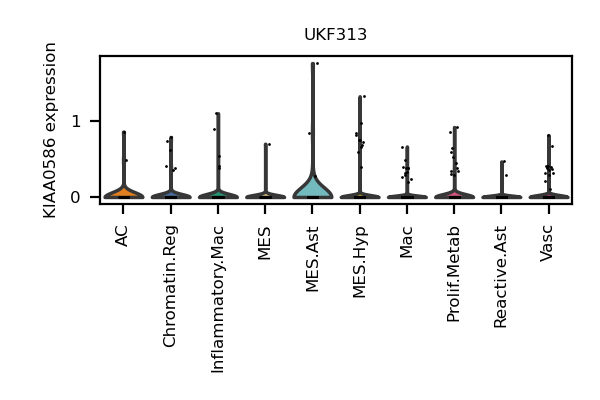 UKF313
KIAA0586 expression
1
0
AC
Chromatin.Reg
Inflammatory.Mac
MES
MES.Ast
MES.Hyp
Mac
Prolif.Metab
Reactive.Ast
Vasc